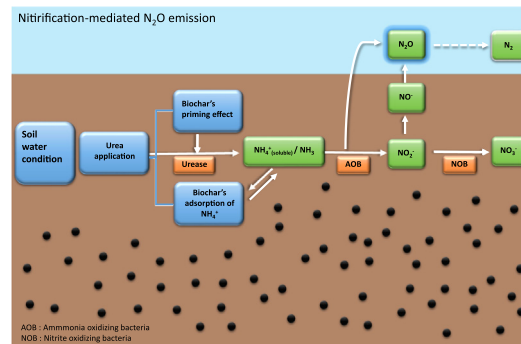 Nitrification-mediated N₂O emission
N₂O
N₂
Biochar's
priming effect
NO⁻
Soil
water
condition
Urea
application
Urease
NH₄⁺(soluble) / NH₃
AOB
NO₂⁻
NOB
NO₃⁻
Biochar's
adsorption of
NH₄⁺
AOB : Ammmonia oxidizing bacteria
NOB : Nitrite oxidizing bacteria